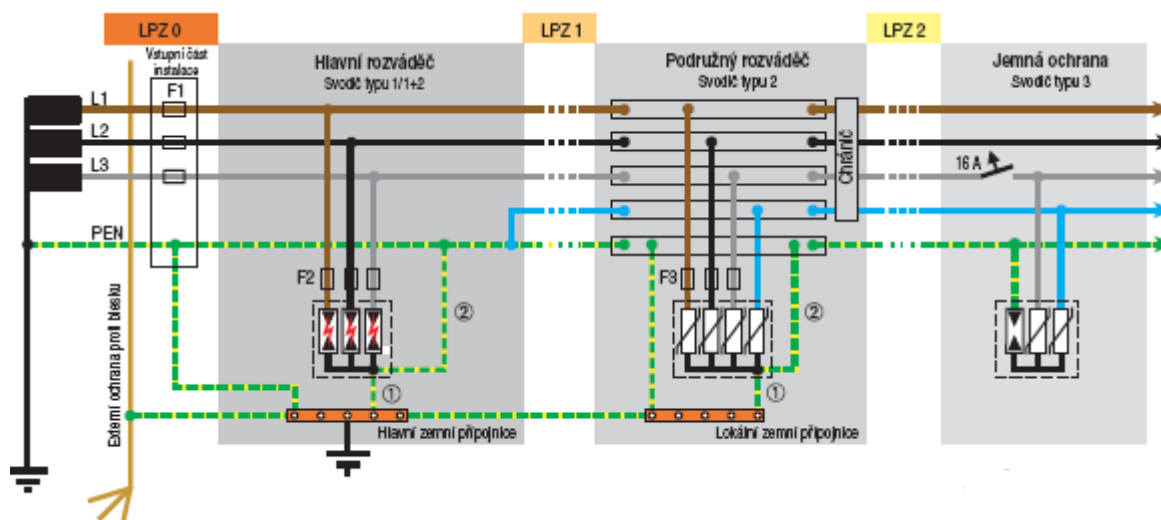 LPZ 0
LPZ 1
LPZ 2
Vstupní část
instalace
F1
Hlavní rozváděč
Svodič typu 1/1+2
Podružný rozváděč
Svodič typu 2
Jemná ochrana
Svodič typu 3
L1
L2
L3
PEN
Chránič
16 A
F2
F3
②
②
①
①
Externí ochrana proti blesku
Hlavní zemní přípojnice
Lokální zemní přípojnice